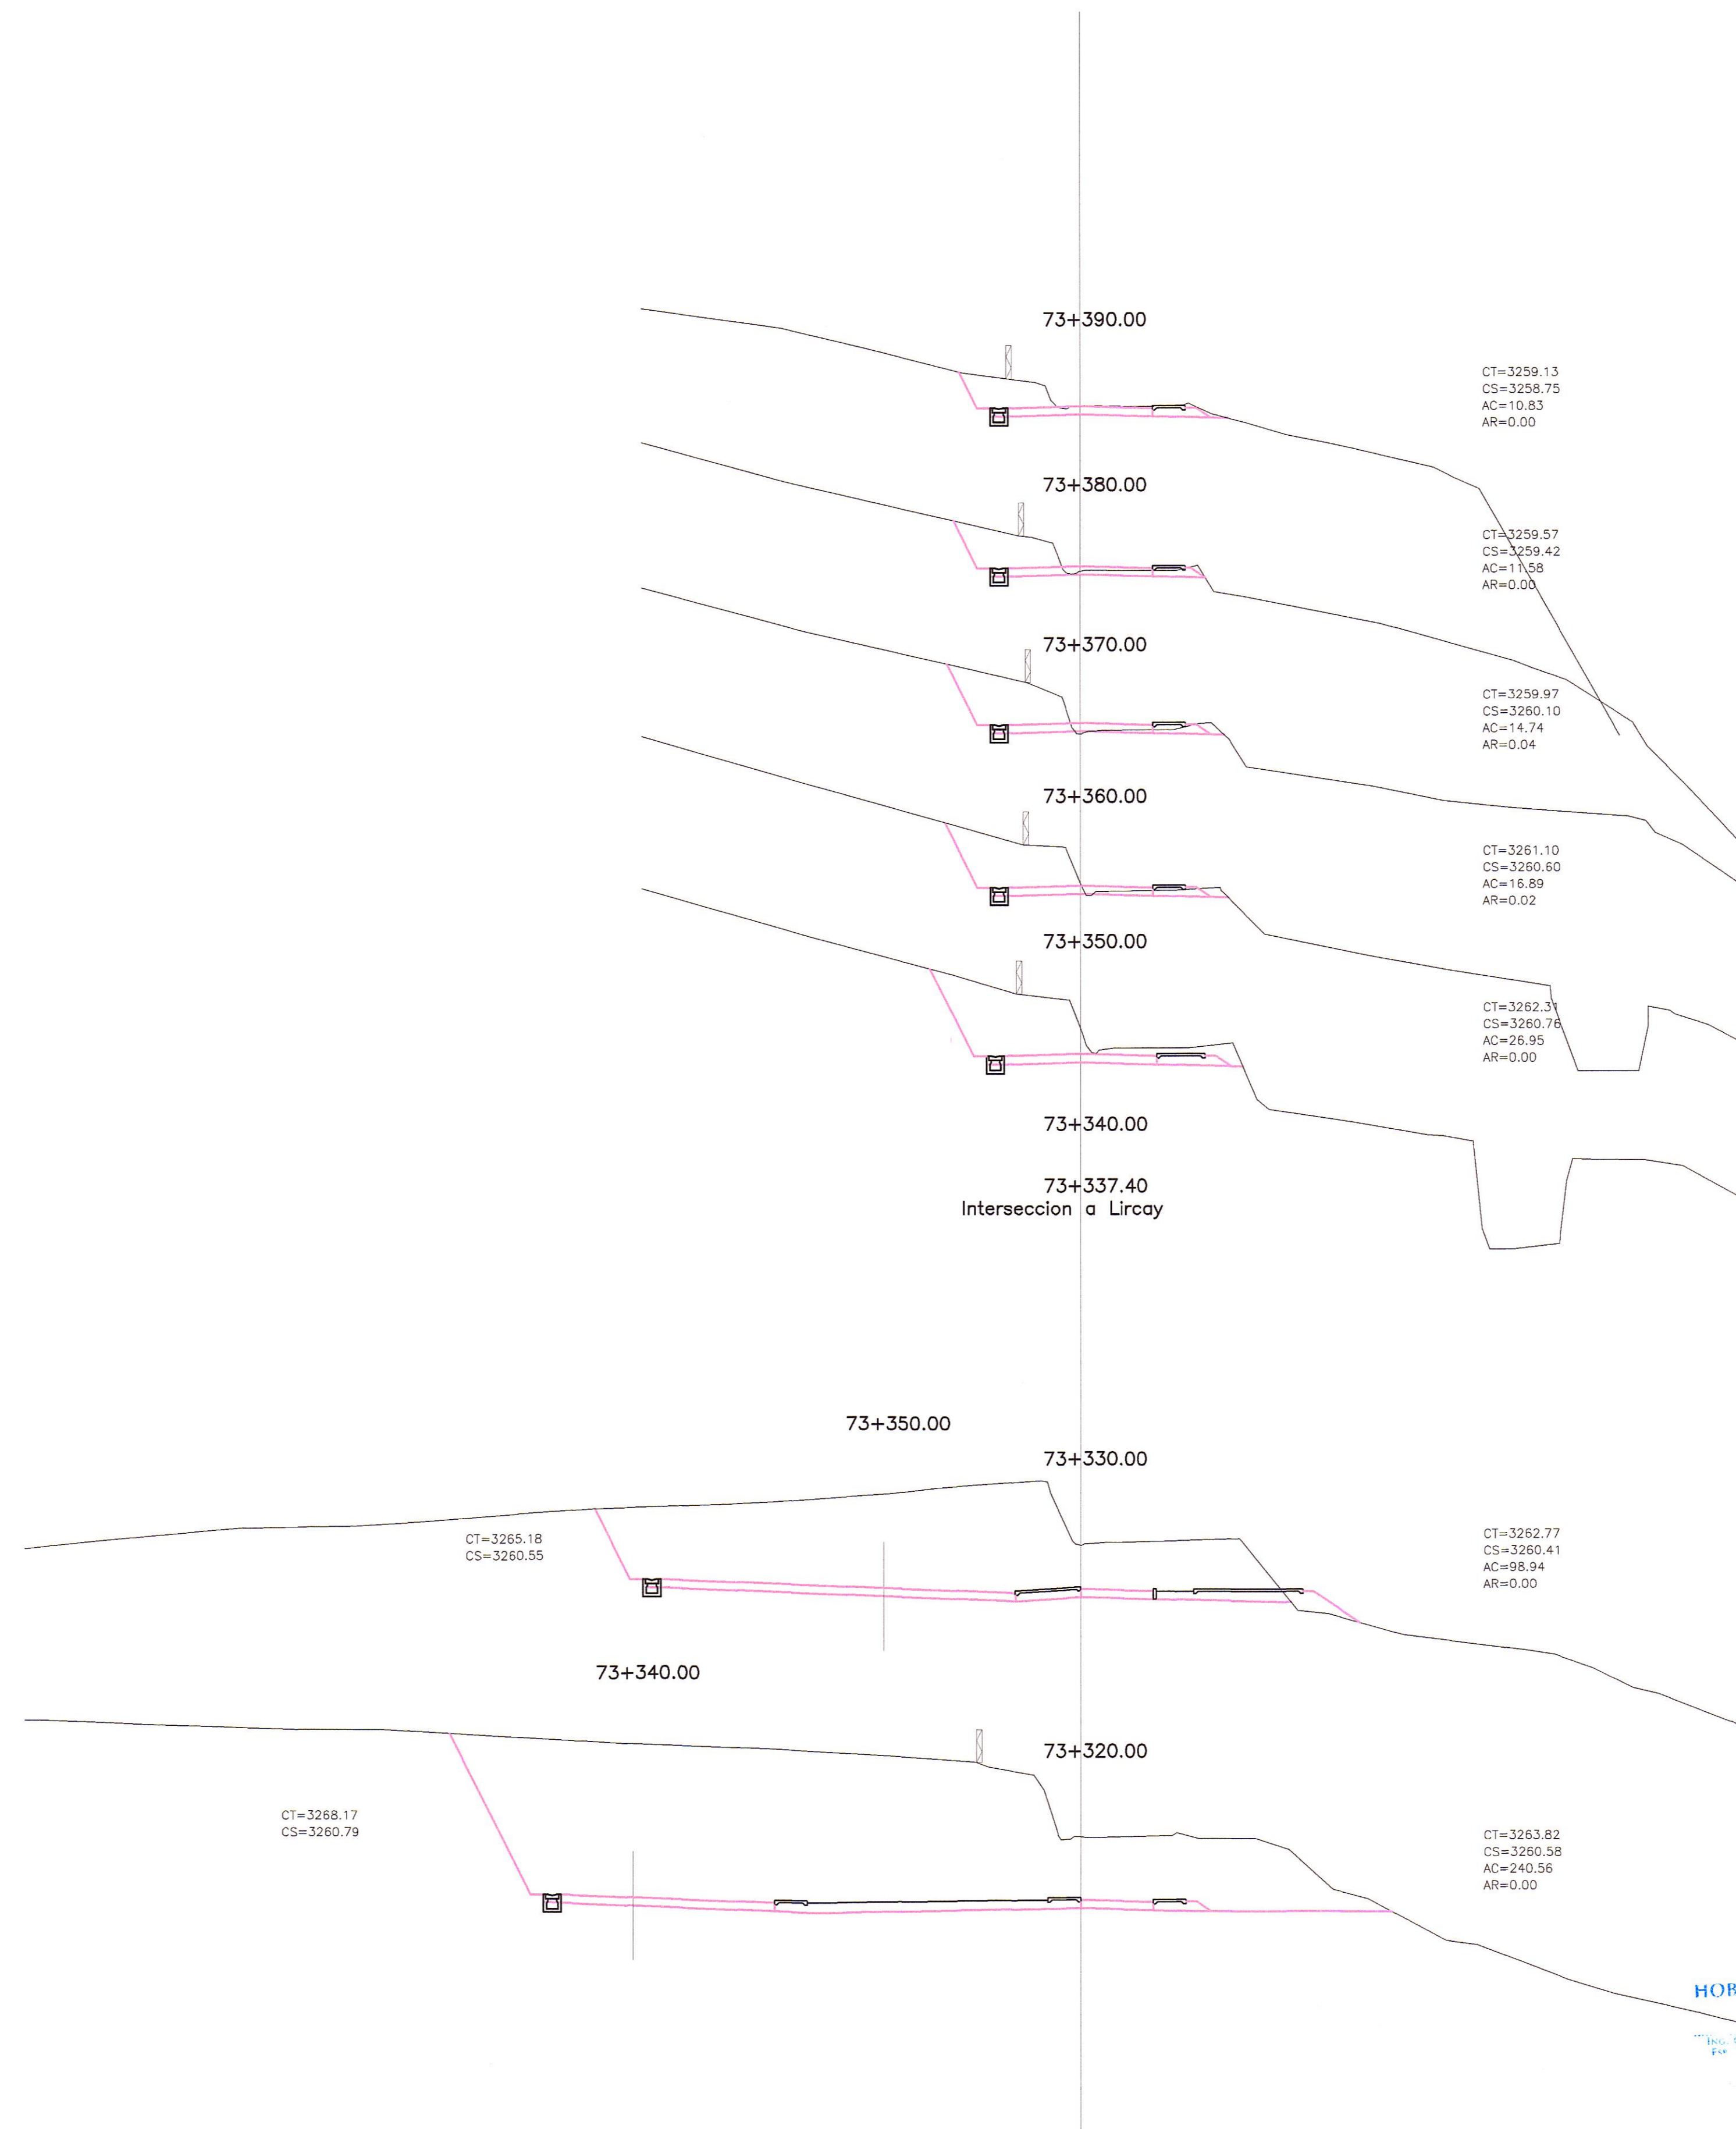 73+390.00
CT=3259.13
CS=3258.75
AC=10.83
AR=0.00
73+380.00
CT=3259.57
CS=3259.42
AC=11.58
AR=0.00
73+370.00
CT=3259.97
CS=3260.10
AC=14.74
AR=0.04
73+360.00
CT=3261.10
CS=3260.60
AC=16.89
AR=0.02
73+350.00
CT=3262.31
CS=3260.76
AC=26.95
AR=0.00
73+340.00
73+337.40
Interseccion a Lircay
73+350.00
73+330.00
CT=3265.18
CS=3260.55
CT=3262.77
CS=3260.41
AC=98.94
AR=0.00
73+340.00
73+320.00
CT=3268.17
CS=3260.79
CT=3263.82
CS=3260.58
AC=240.56
AR=0.00
HOB
ING.